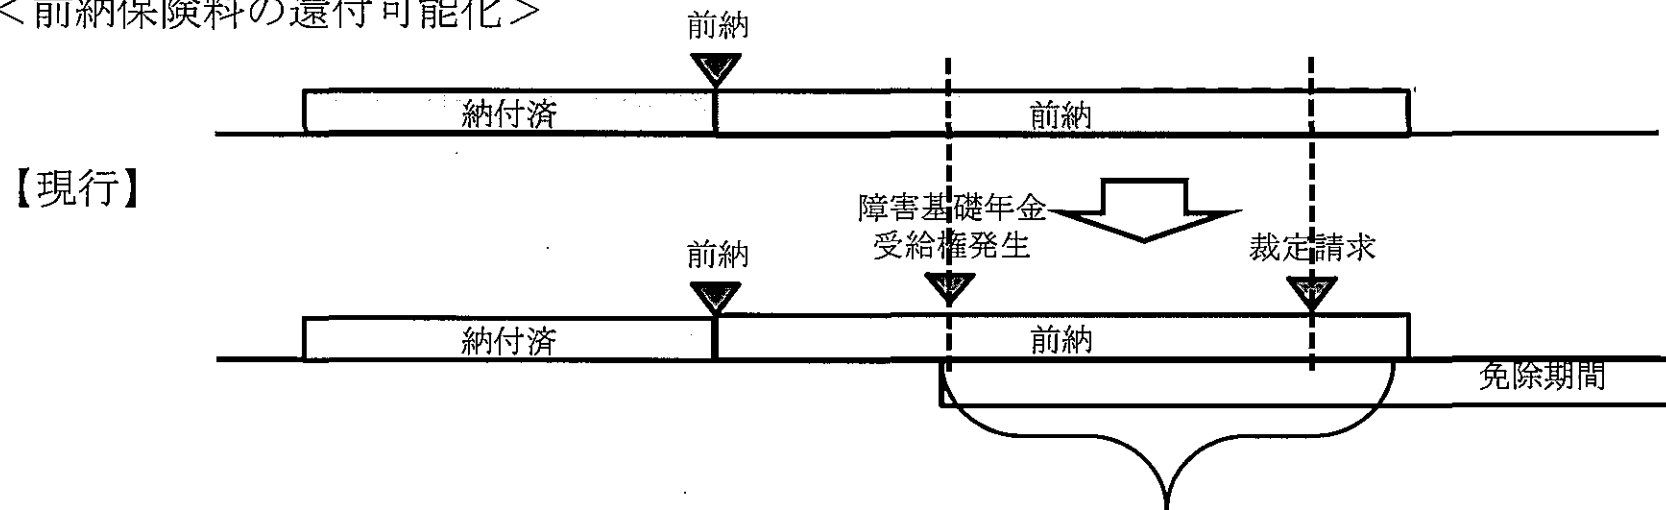 ＜前納保険料の還付可能化＞
前納
納付済
前納
【現行】
障害基礎年金
受給権発生
裁定請求
前納
納付済
前納
免除期間